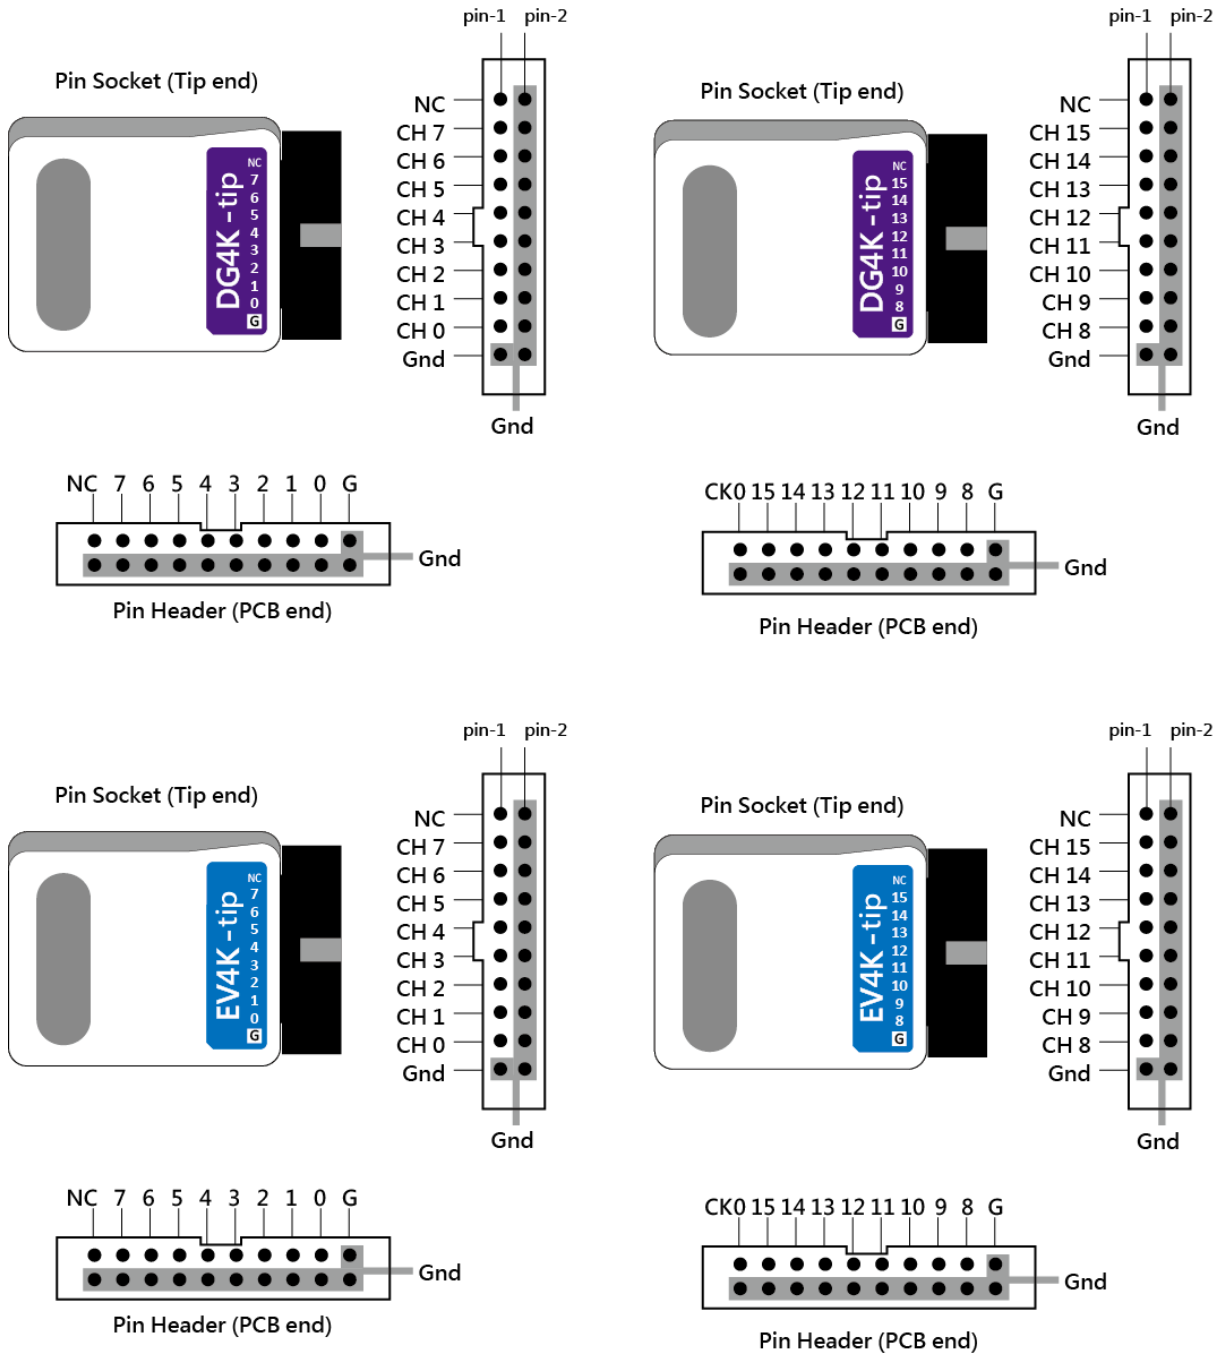 pin-1 pin-2
Pin Socket (Tip end)
NC
CH 7
CH 6
CH 5
CH 4
CH 3
CH 2
CH 1
CH 0
Gnd
Gnd
DG4K-tip
NC
7
6
5
4
3
2
1
0
G
NC 7 6 5 4 3 2 1 0 G
Gnd
Pin Header (PCB end)
pin-1 pin-2
Pin Socket (Tip end)
NC
CH 15
CH 14
CH 13
CH 12
CH 11
CH 10
CH 9
CH 8
Gnd
Gnd
DG4K-tip
NC
15
14
13
12
11
10
9
8
G
CK0 15 14 13 12 11 10 9 8 G
Gnd
Pin Header (PCB end)
pin-1 pin-2
Pin Socket (Tip end)
NC
CH 7
CH 6
CH 5
CH 4
CH 3
CH 2
CH 1
CH 0
Gnd
Gnd
EV4K-tip
NC
7
6
5
4
3
2
1
0
G
NC 7 6 5 4 3 2 1 0 G
Gnd
Pin Header (PCB end)
pin-1 pin-2
Pin Socket (Tip end)
NC
CH 15
CH 14
CH 13
CH 12
CH 11
CH 10
CH 9
CH 8
Gnd
Gnd
EV4K-tip
NC
15
14
13
12
11
10
9
8
G
CK0 15 14 13 12 11 10 9 8 G
Gnd
Pin Header (PCB end)